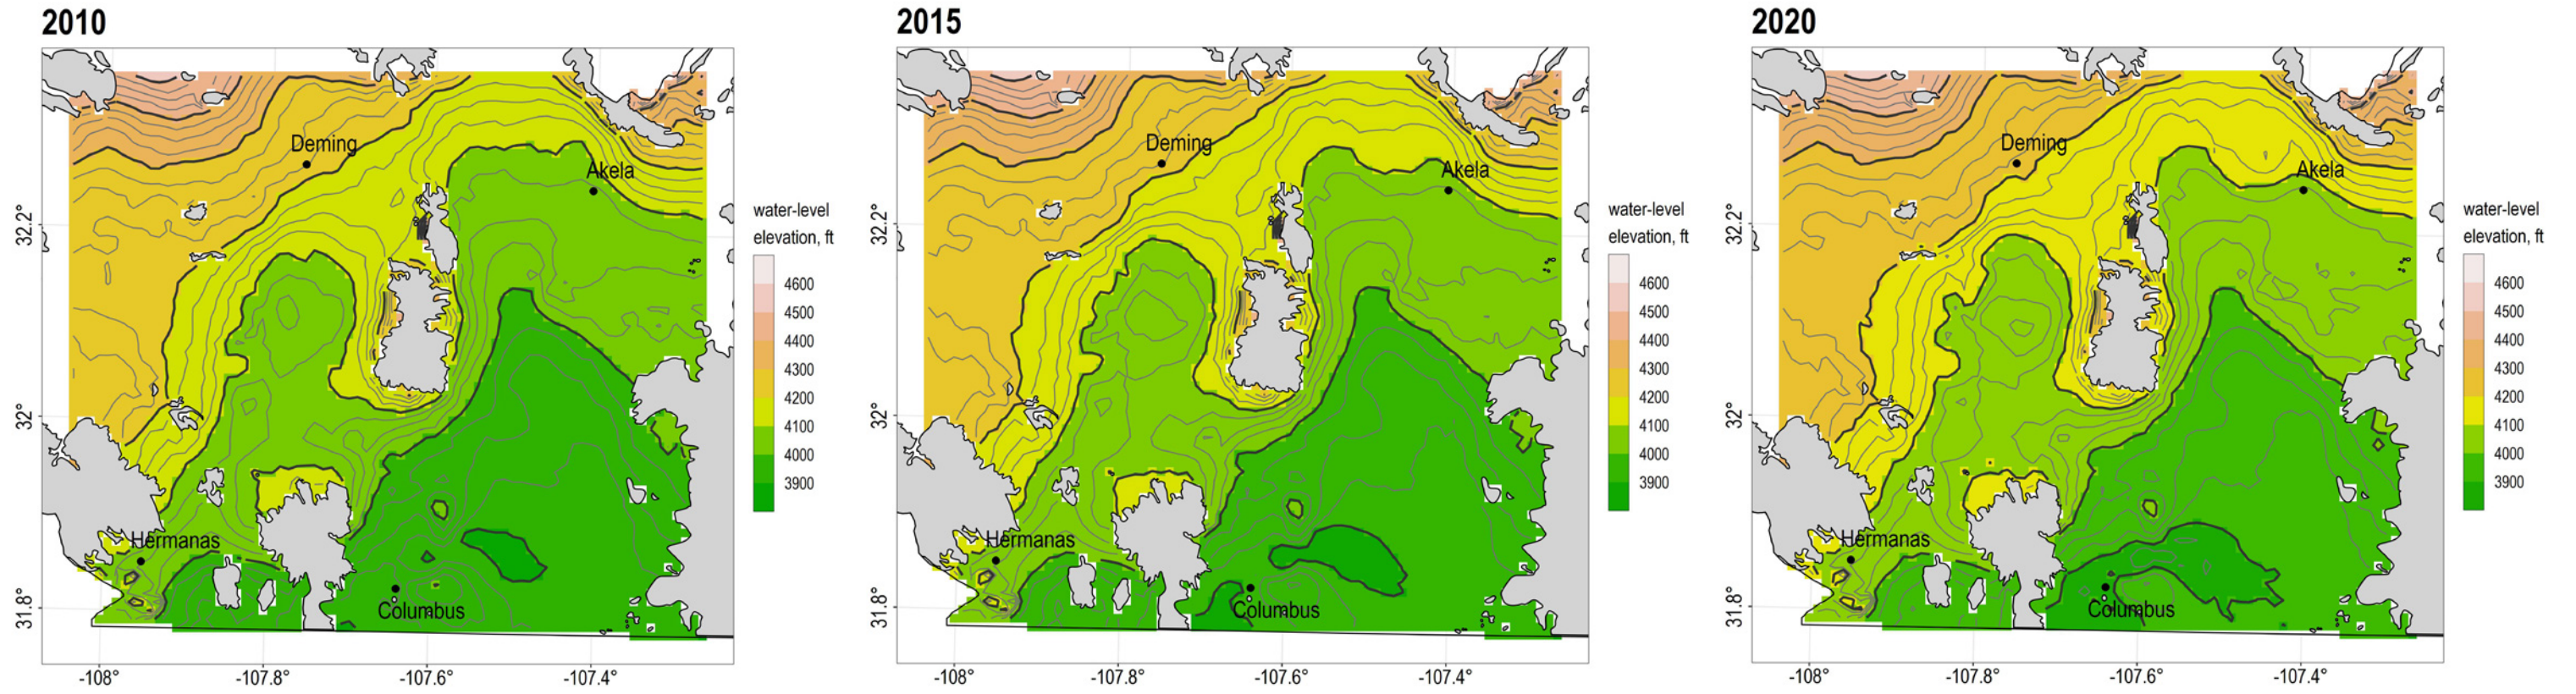 2010
Deming
Akela
Hermanas
Columbus
32.2°
32°
31.8°
-108°
-107.8°
-107.6°
-107.4°
water-level
elevation, ft
4600
4500
4400
4300
4200
4100
4000
3900
2015
Deming
Akela
Hermanas
Columbus
32.2°
32°
31.8°
-108°
-107.8°
-107.6°
-107.4°
water-level
elevation, ft
4600
4500
4400
4300
4200
4100
4000
3900
2020
Deming
Akela
Hermanas
Columbus
32.2°
32°
31.8°
-108°
-107.8°
-107.6°
-107.4°
water-level
elevation, ft
4600
4500
4400
4300
4200
4100
4000
3900